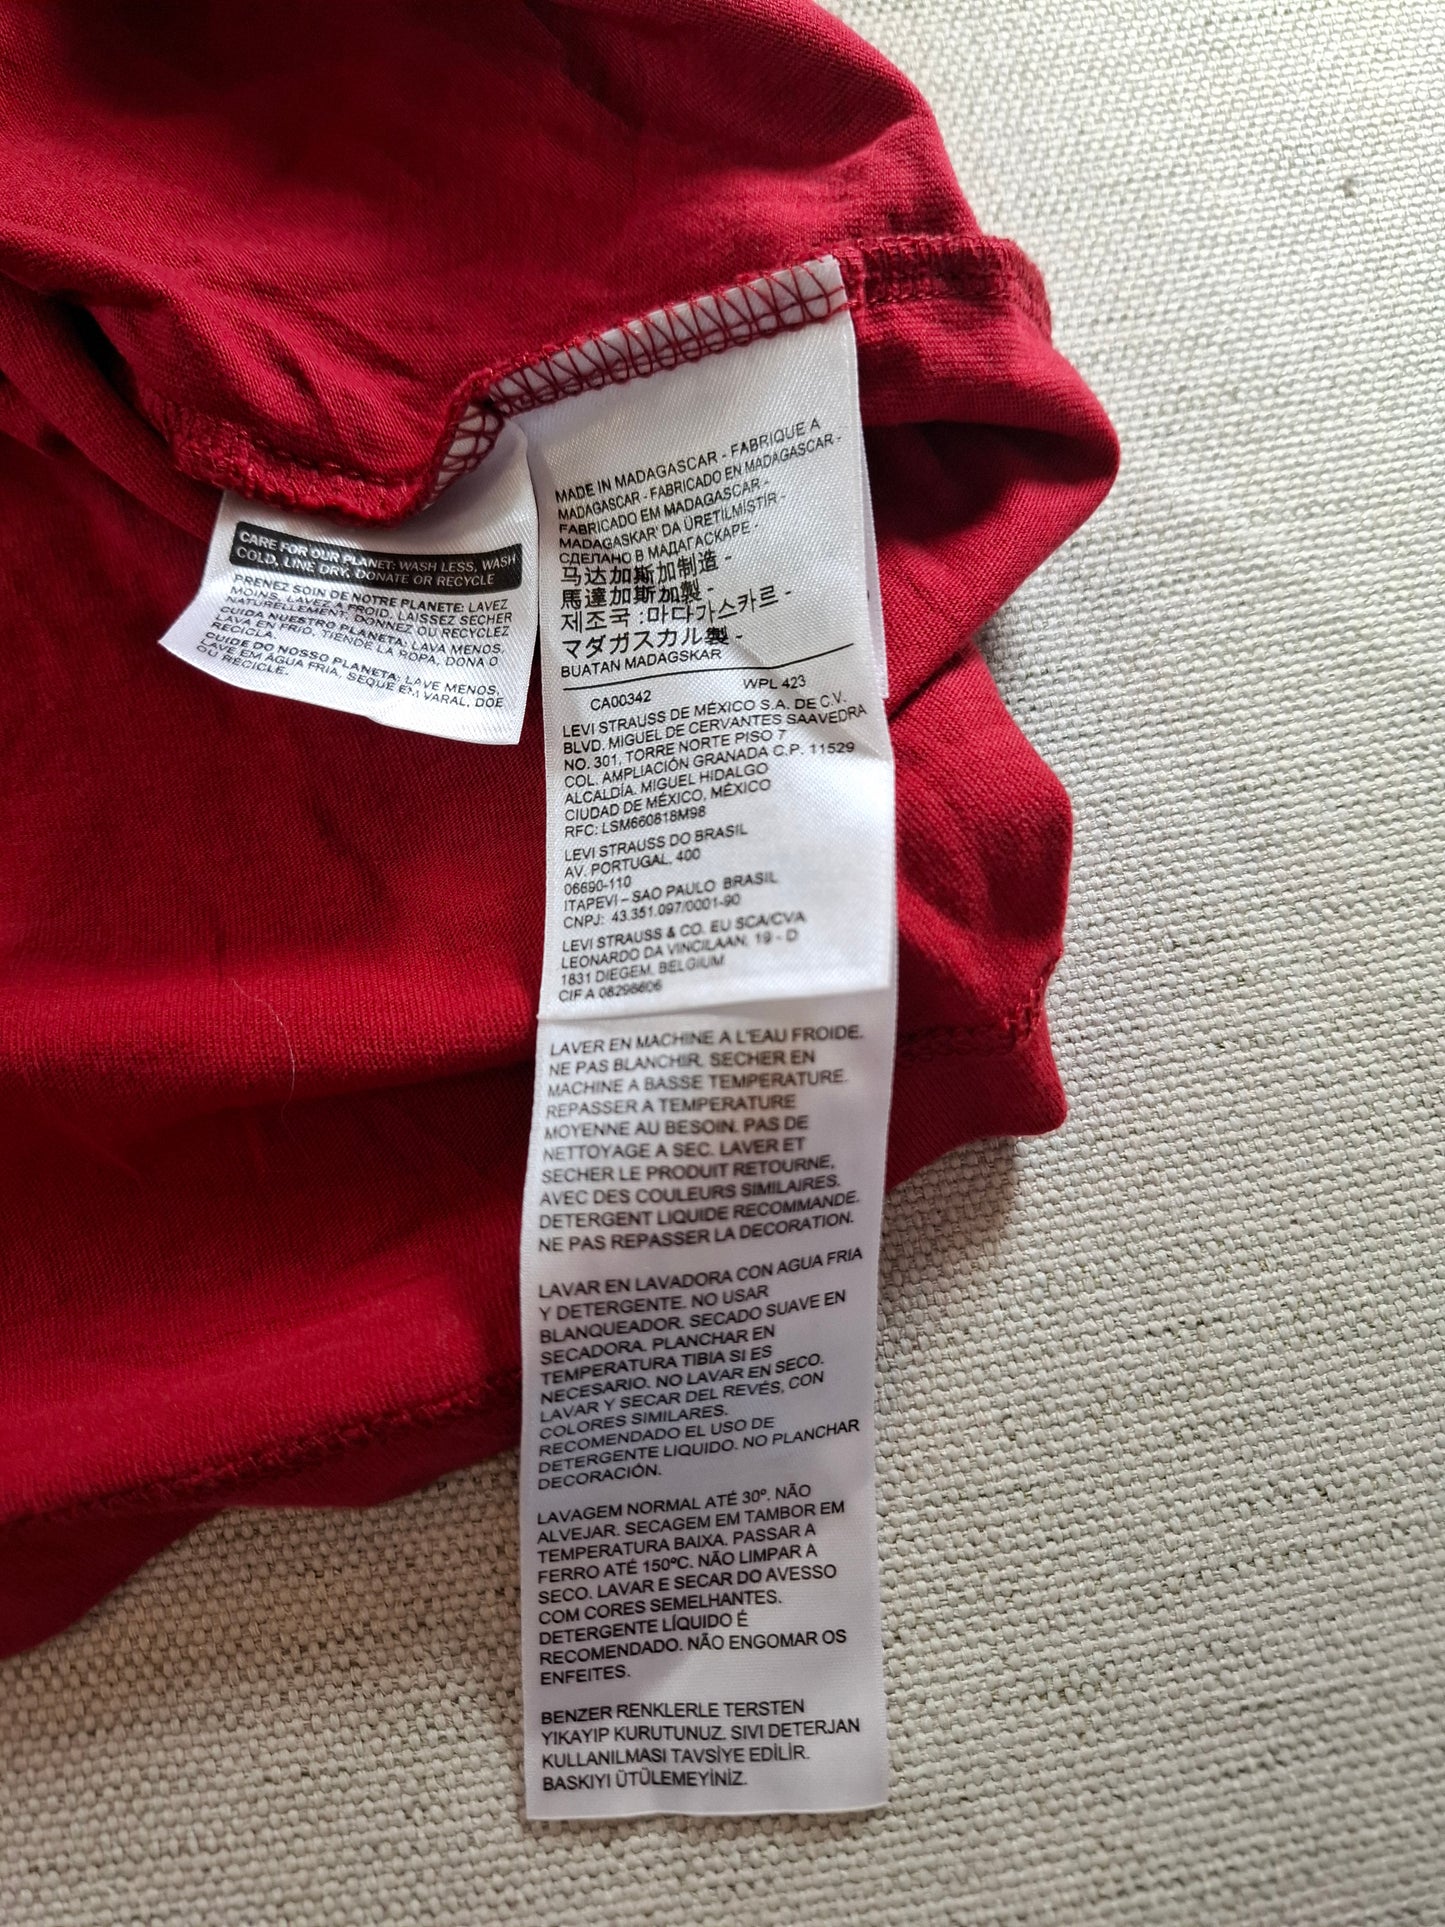 CARE FOR OUR PLANET: WASH LESS, WASH
COLD, LINE DRY, DONATE OR RECYCLE
PRENEZ SOIN DE NOTRE PLANETE: LAVEZ
MOINS, LAVEZ A FROID, LAISSEZ SECHER
NATURELLEMENT, DONNEZ OU RECYCLEZ
CUIDA NUESTRO PLANETA: LAVA MENOS,
LAVA EN FRIO, TIENDE LA ROPA, DONA O
RECICLA.
CUIDE DO NOSSO PLANETA: LAVE MENOS,
LAVE EM ÁGUA FRIA, SEQUE EM VARAL, DOE
OU RECICLE.
MADE IN MADAGASCAR - FABRIQUE A
MADAGASCAR - FABRICADO EN MADAGASCAR -
FABRICADO EM MADAGASCAR -
MADAGASKAR' DA ÜRETİLMİSTİR -
СДЕЛАНО В МАДАГАСКАРЕ -
马达加斯加制造 -
馬達加斯加製 -
제조국 :마다가스카르 -
マダガスカル製 -
BUATAN MADAGSKAR
CA00342 WPL 423
LEVI STRAUSS DE MÉXICO S.A. DE C.V.
BLVD. MIGUEL DE CERVANTES SAAVEDRA
NO. 301, TORRE NORTE PISO 7
COL. AMPLIACIÓN GRANADA C.P. 11529
ALCALDÍA. MIGUEL HIDALGO
CIUDAD DE MÉXICO, MÉXICO
RFC: LSM660818M98
LEVI STRAUSS DO BRASIL
AV. PORTUGAL, 400
06690-110
ITAPEVI – SAO PAULO BRASIL
CNPJ: 43.351.097/0001-90
LEVI STRAUSS & CO. EU SCA/CVA
LEONARDO DA VINCILAAN, 19 - D
1831 DIEGEM, BELGIUM
CIF A 08296606
LAVER EN MACHINE A L'EAU FROIDE.
NE PAS BLANCHIR. SECHER EN
MACHINE A BASSE TEMPERATURE.
REPASSER A TEMPERATURE
MOYENNE AU BESOIN. PAS DE
NETTOYAGE A SEC. LAVER ET
SECHER LE PRODUIT RETOURNE,
AVEC DES COULEURS SIMILAIRES.
DETERGENT LIQUIDE RECOMMANDE.
NE PAS REPASSER LA DECORATION.
LAVAR EN LAVADORA CON AGUA FRIA
Y DETERGENTE. NO USAR
BLANQUEADOR. SECADO SUAVE EN
SECADORA. PLANCHAR EN
TEMPERATURA TIBIA SI ES
NECESARIO. NO LAVAR EN SECO.
LAVAR Y SECAR DEL REVÉS, CON
COLORES SIMILARES.
RECOMENDADO EL USO DE
DETERGENTE LIQUIDO. NO PLANCHAR
DECORACIÓN.
LAVAGEM NORMAL ATÉ 30º. NÃO
ALVEJAR. SECAGEM EM TAMBOR EM
TEMPERATURA BAIXA. PASSAR A
FERRO ATÉ 150ºC. NÃO LIMPAR A
SECO. LAVAR E SECAR DO AVESSO
COM CORES SEMELHANTES.
DETERGENTE LÍQUIDO É
RECOMENDADO. NÃO ENGOMAR OS
ENFEITES.
BENZER RENKLERLE TERSTEN
YIKAYIP KURUTUNUZ. SIVI DETERJAN
KULLANILMASI TAVSİYE EDİLİR.
BASKIYI ÜTÜLEMEYİNİZ.